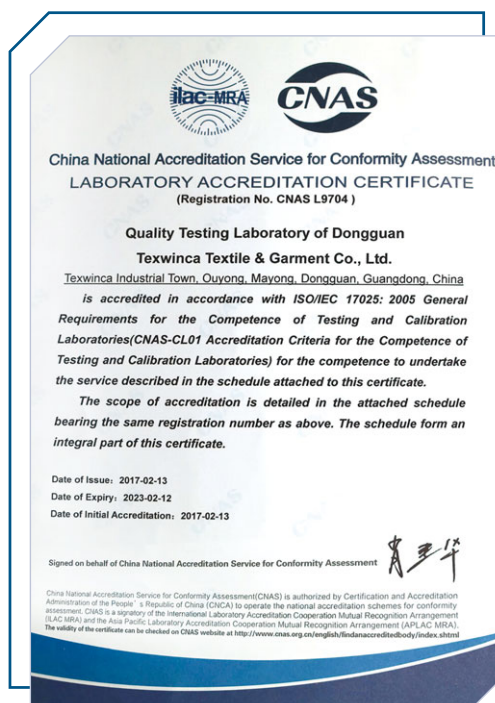 ilac-MRA
CNAS
China National Accreditation Service for Conformity Assessment
LABORATORY ACCREDITATION CERTIFICATE
(Registration No. CNAS L9704 )
Quality Testing Laboratory of Dongguan
Texwinca Textile & Garment Co., Ltd.
Texwinca Industrial Town, Ouyong, Mayong, Dongguan, Guangdong, China
is accredited in accordance with ISO/IEC 17025: 2005 General
Requirements for the Competence of Testing and Calibration
Laboratories(CNAS-CL01 Accreditation Criteria for the Competence of
Testing and Calibration Laboratories) for the competence to undertake
the service described in the schedule attached to this certificate.
The scope of accreditation is detailed in the attached schedule
bearing the same registration number as above. The schedule form an
integral part of this certificate.
Date of Issue: 2017-02-13
Date of Expiry: 2023-02-12
Date of Initial Accreditation: 2017-02-13
Signed on behalf of China National Accreditation Service for Conformity Assessment
China National Accreditation Service for Conformity Assessment(CNAS) is authorized by Certification and Accreditation
Administration of the People's Republic of China (CNCA) to operate the national accreditation schemes for conformity
assessment. CNAS is a signatory of the International Laboratory Accreditation Cooperation Mutual Recognition Arrangement
(ILAC MRA) and the Asia Pacific Laboratory Accreditation Cooperation Mutual Recognition Arrangement (APLAC MRA).
The validity of the certificate can be checked on CNAS website at http://www.cnas.org.cn/english/findanaccreditedbody/index.shtml